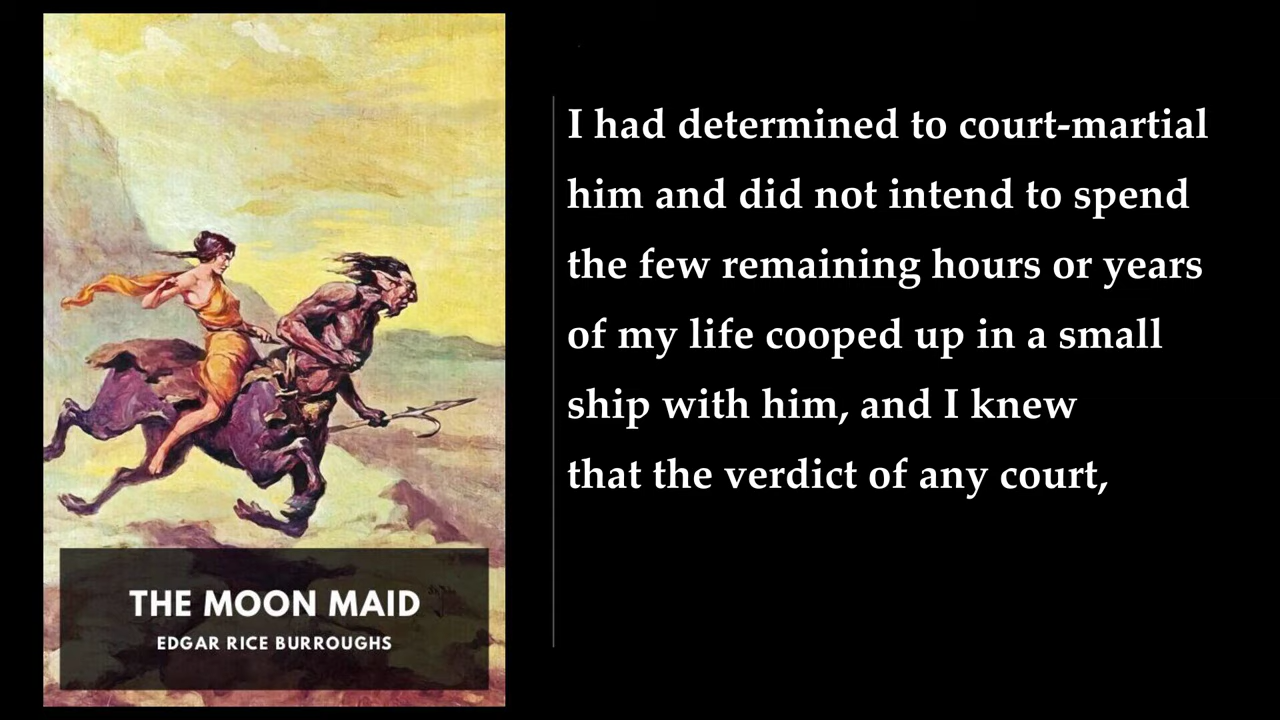 I had determined to court-martial
him and did not intend to spend
the few remaining hours or years
of my life cooped up in a small
ship with him, and I knew
that the verdict of any court,
THE MOON MAID
EDGAR RICE BURROUGHS